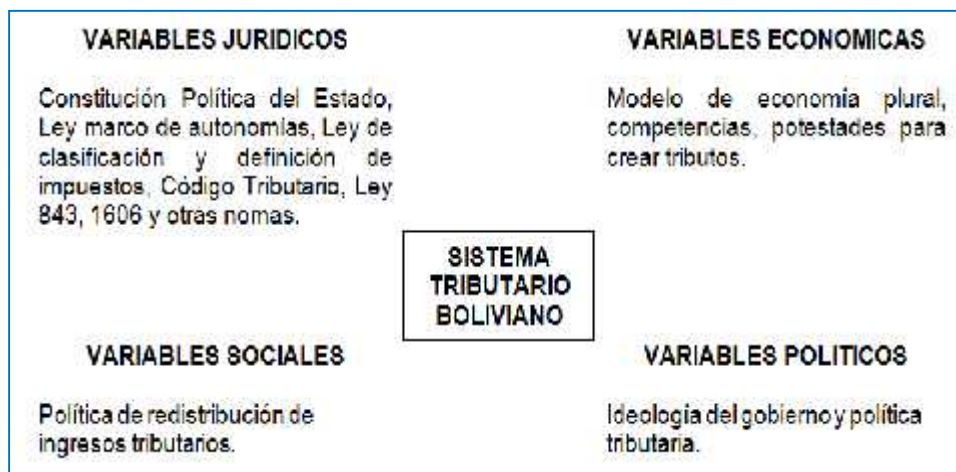 VARIABLES JURIDICOS
Constitución Política del Estado,
Ley marco de autonomías, Ley de
clasificación y definición de
impuestos, Código Tributario, Ley
843, 1606 y otras nomas.
VARIABLES ECONOMICAS
Modelo de economía plural,
competencias, potestades para
crear tributos.
SISTEMA
TRIBUTARIO
BOLIVIANO
VARIABLES SOCIALES
Política de redistribución de
ingresos tributarios.
VARIABLES POLITICOS
Ideología del gobierno y política
tributaria.